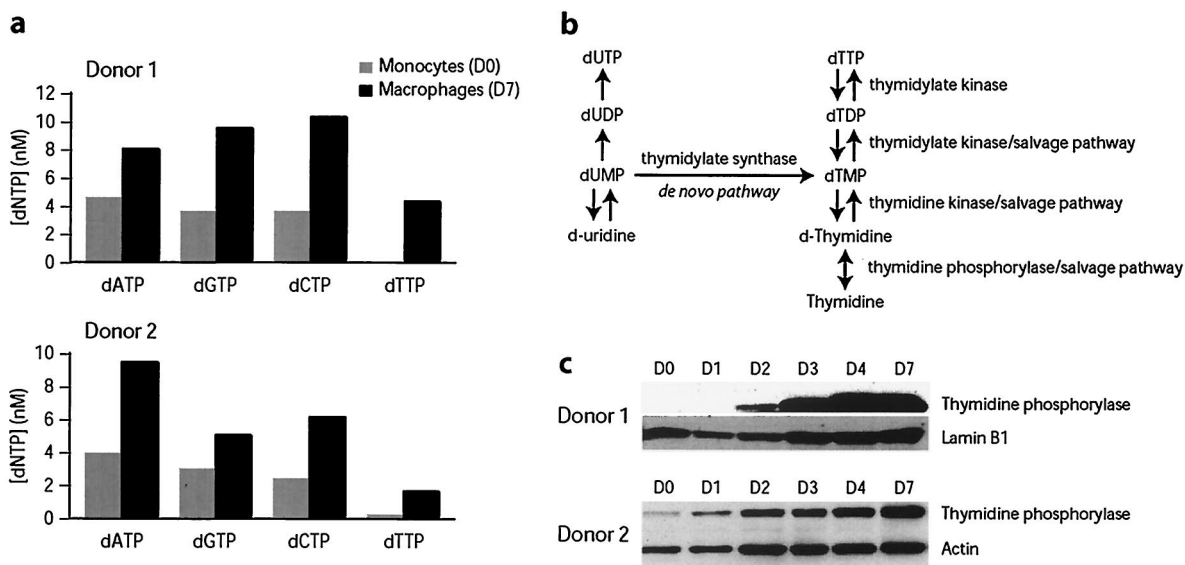 a
Donor 1
Monocytes (D0)
Macrophages (D7)
[dNTP] (nM)
12
10
8
6
4
2
0
dATP dGTP dCTP dTTP
Donor 2
[dNTP] (nM)
10
8
6
4
2
0
dATP dGTP dCTP dTTP
b
dUTP
dUDP
dUMP
d-uridine
thymidylate synthase
de novo pathway
dTTP
thymidylate kinase
dTDP
thymidylate kinase/salvage pathway
dTMP
thymidine kinase/salvage pathway
d-Thymidine
thymidine phosphorylase/salvage pathway
Thymidine
c
D0 D1 D2 D3 D4 D7
Donor 1
Thymidine phosphorylase
Lamin B1
D0 D1 D2 D3 D4 D7
Donor 2
Thymidine phosphorylase
Actin